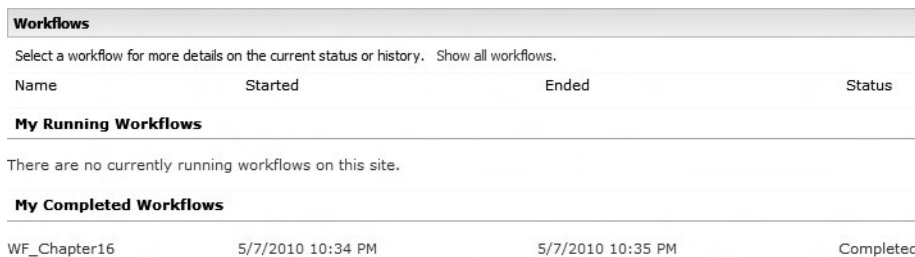 Workflows
Select a workflow for more details on the current status or history. Show all workflows.
Name Started Ended Status
My Running Workflows
There are no currently running workflows on this site.
My Completed Workflows
WF_Chapter16 5/7/2010 10:34 PM 5/7/2010 10:35 PM Completed